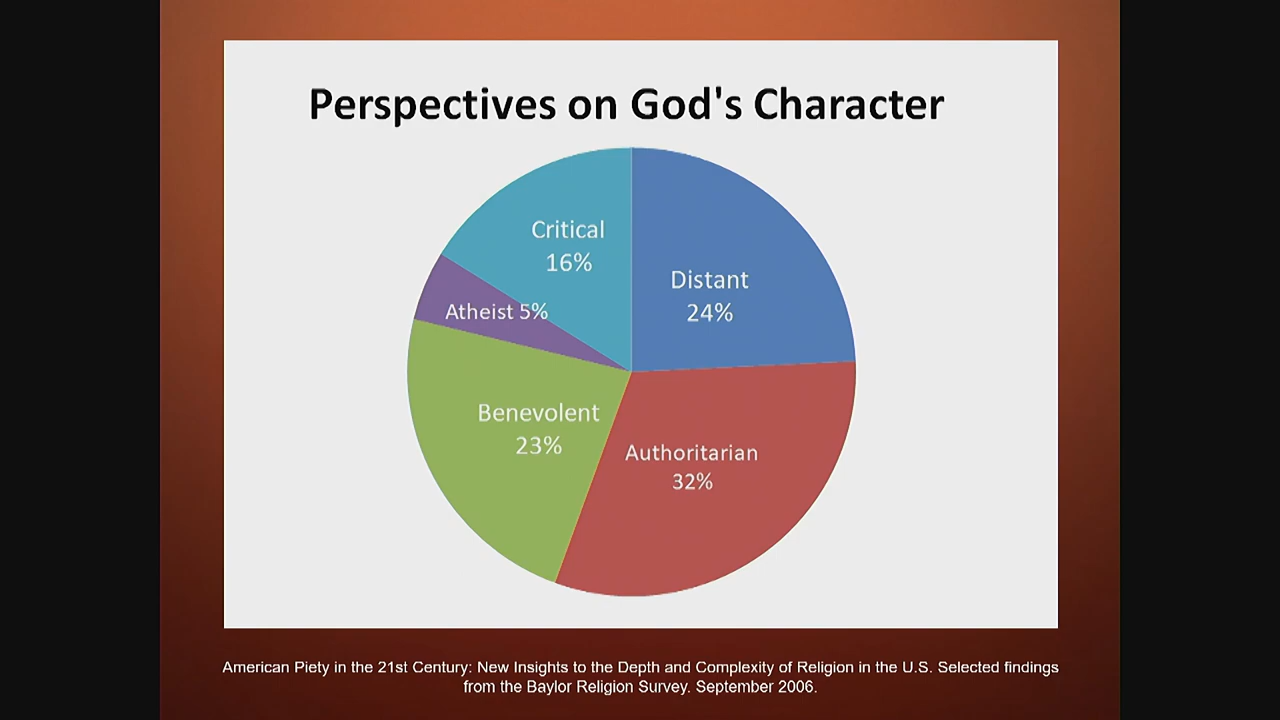 Perspectives on God's Character
Critical
16%
Distant
24%
Atheist 5%
Benevolent
23%
Authoritarian
32%
American Piety in the 21st Century: New Insights to the Depth and Complexity of Religion in the U.S. Selected findings
from the Baylor Religion Survey. September 2006.